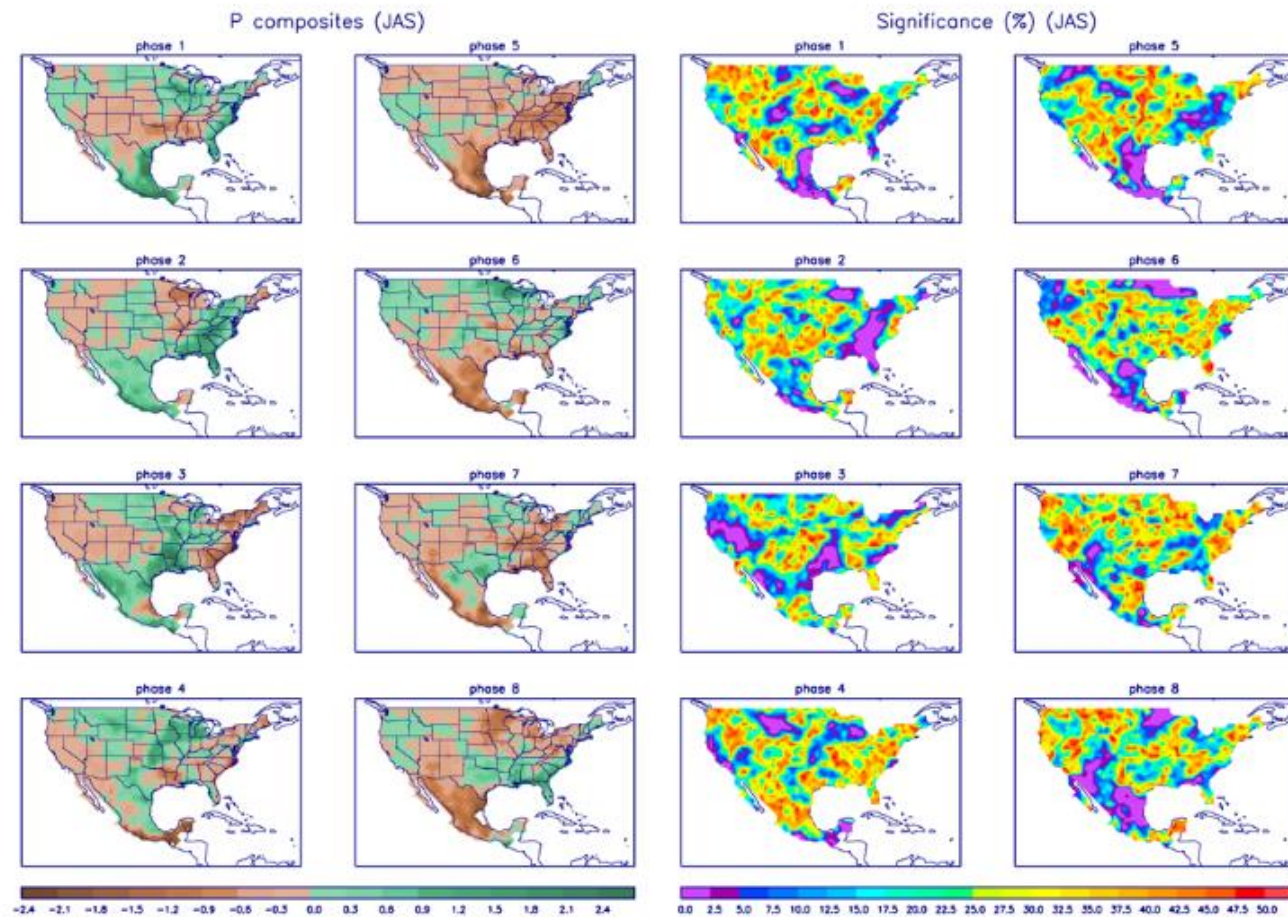 P composites (JAS)
Significance (%) (JAS)
phase 1
phase 5
phase 1
phase 5
phase 2
phase 6
phase 2
phase 6
phase 3
phase 7
phase 3
phase 7
phase 4
phase 8
phase 4
phase 8
-2.4 -2.1 -1.8 -1.5 -1.2 -0.9 -0.6 -0.5 -0.3 0.0 0.3 0.6 0.9 1.2 1.5 1.8 2.1 2.4
0.0 2.5 5.0 7.5 10.0 12.5 15.0 17.5 20.0 22.5 25.0 27.5 30.0 32.5 35.0 37.5 40.0 42.5 45.0 47.5 50.0